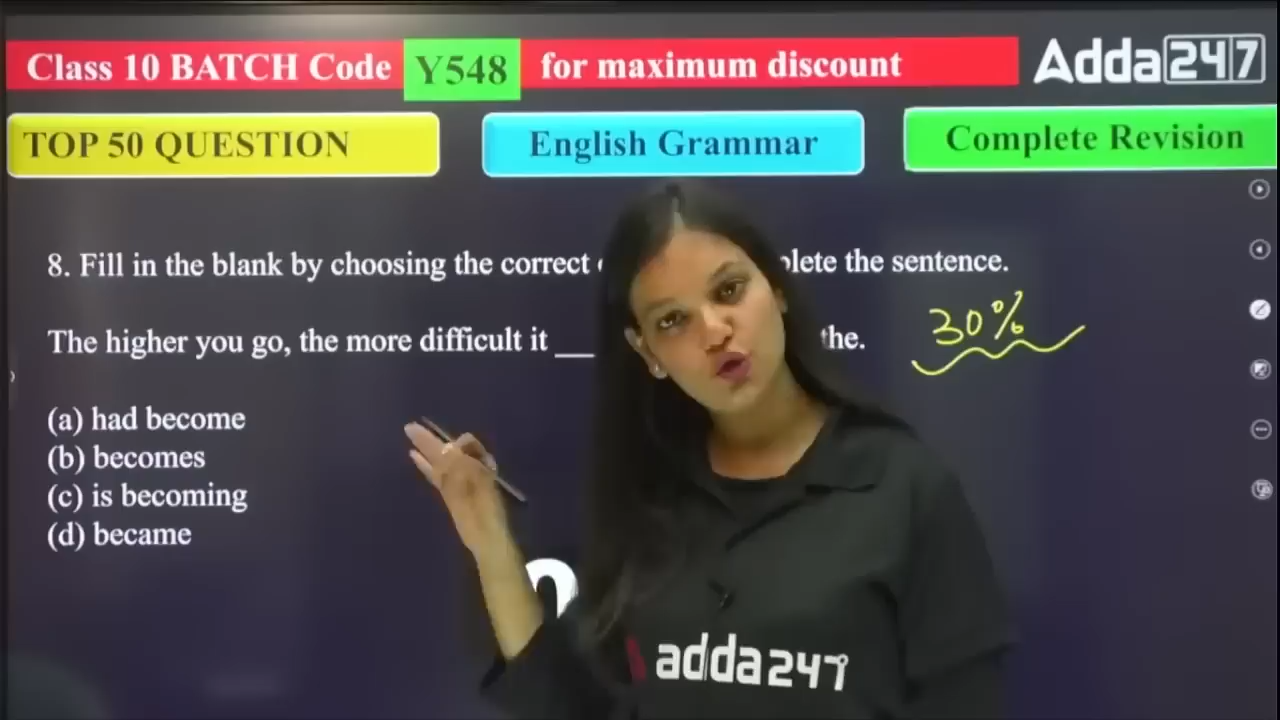 Class 10 BATCH Code Y548 for maximum discount
Adda247
TOP 50 QUESTION
English Grammar
Complete Revision
8. Fill in the blank by choosing the correct the sentence.
The higher you go, the more difficult it ___ the.
30%
(a) had become
(b) becomes
(c) is becoming
(d) became
adda247